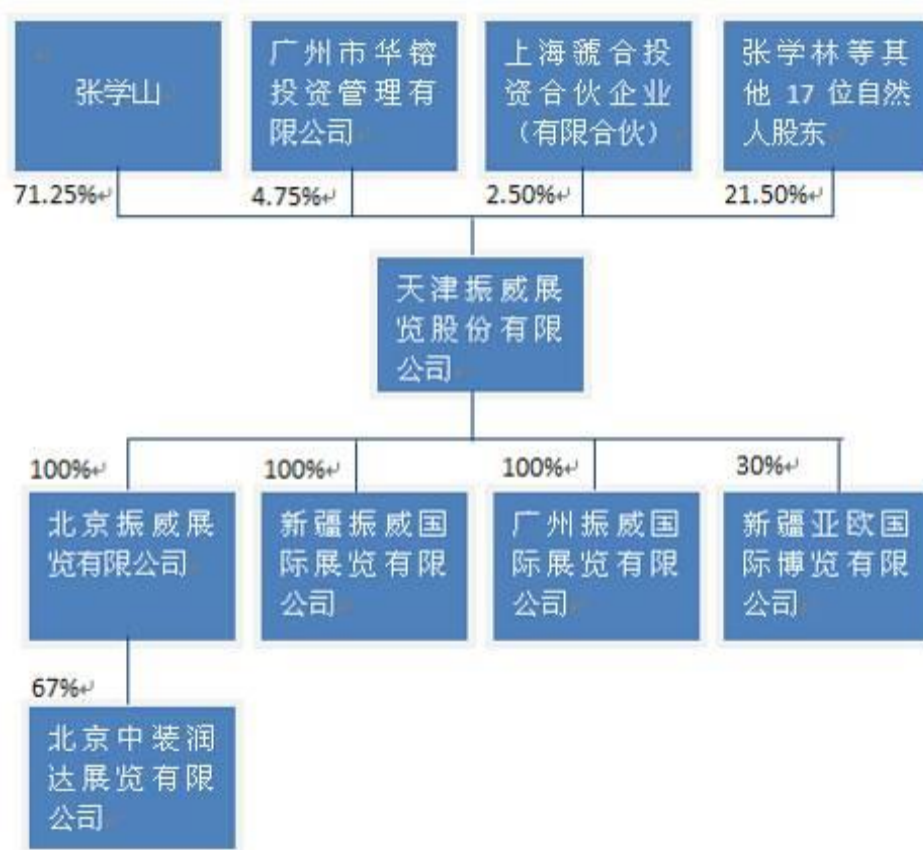 张学山
广州市华镕
投资管理有
限公司
上海虢合投
资合伙企业
（有限合伙）
张学林等其
他 17 位自然
人股东
71.25%
4.75%
2.50%
21.50%
天津振威展
览股份有限
公司
100%
100%
100%
30%
北京振威展
览有限公司
新疆振威国
际展览有限
公司
广州振威国
际展览有限
公司
新疆亚欧国
际博览有限
公司
67%
北京中装润
达展览有限
公司